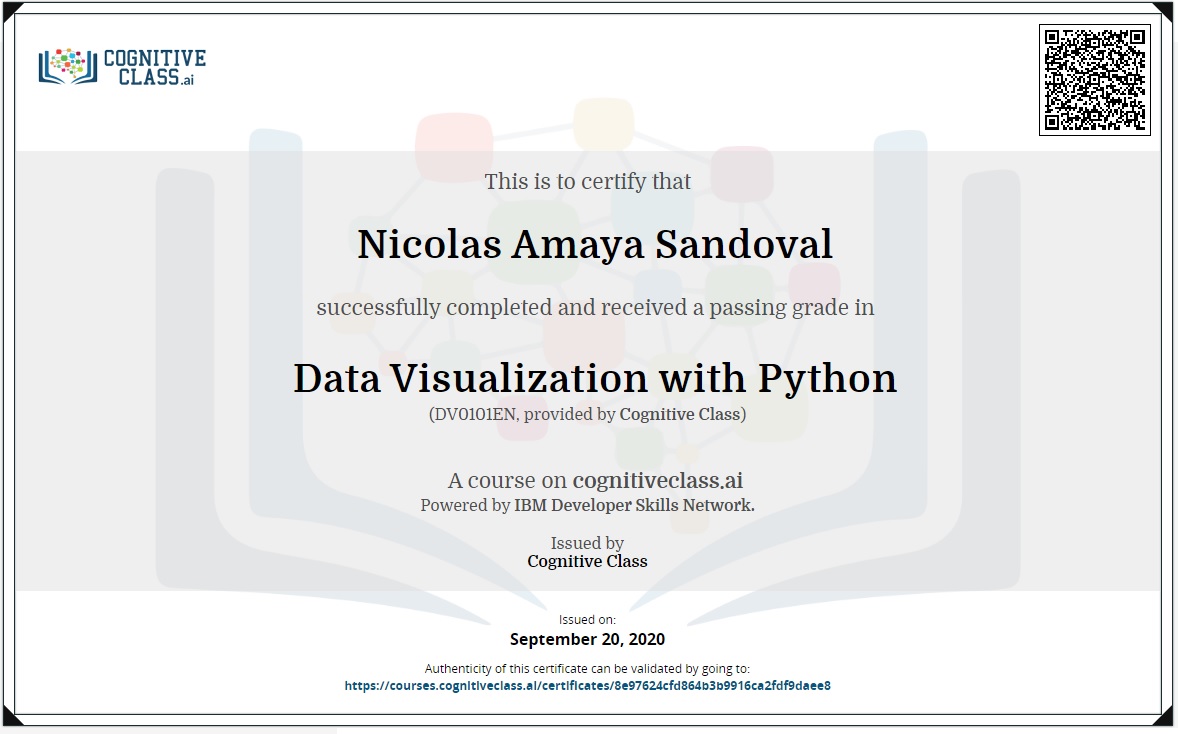 COGNITIVE
CLASS.ai
This is to certify that
Nicolas Amaya Sandoval
successfully completed and received a passing grade in
Data Visualization with Python
(DV0101EN, provided by Cognitive Class)
A course on cognitiveclass.ai
Powered by IBM Developer Skills Network.
Issued by
Cognitive Class
Issued on:
September 20, 2020
Authenticity of this certificate can be validated by going to:
https://courses.cognitiveclass.ai/certificates/8e97624cfd864b3b9916ca2fdf9daee8